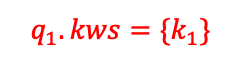 q₁.kws = {k₁}